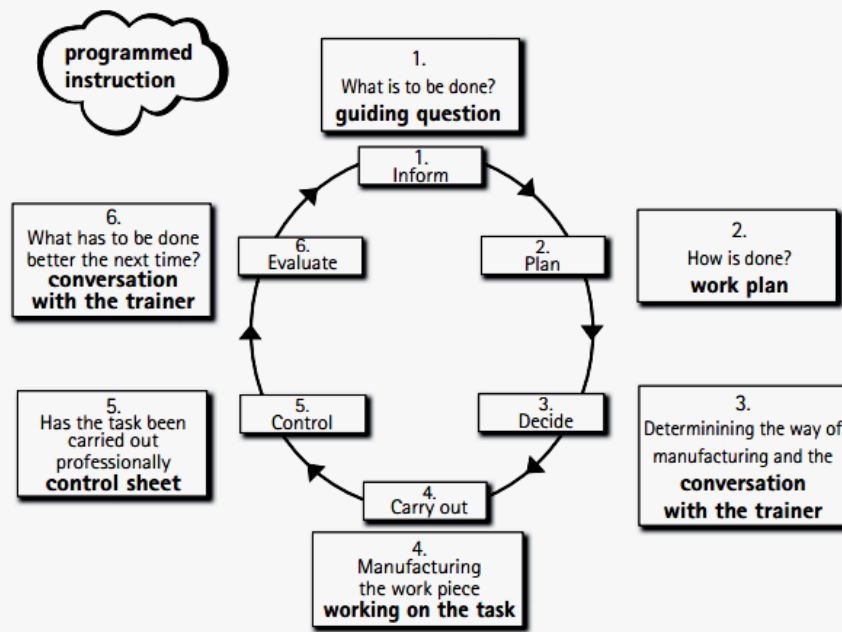 programmed
instruction
1.
What is to be done?
guiding question
1.
Inform
2.
Plan
2.
How is done?
work plan
3.
Decide
3.
Determinining the way of
manufacturing and the
conversation
with the trainer
4.
Carry out
4.
Manufacturing
the work piece
working on the task
5.
Control
5.
Has the task been
carried out
professionally
control sheet
6.
Evaluate
6.
What has to be done
better the next time?
conversation
with the trainer